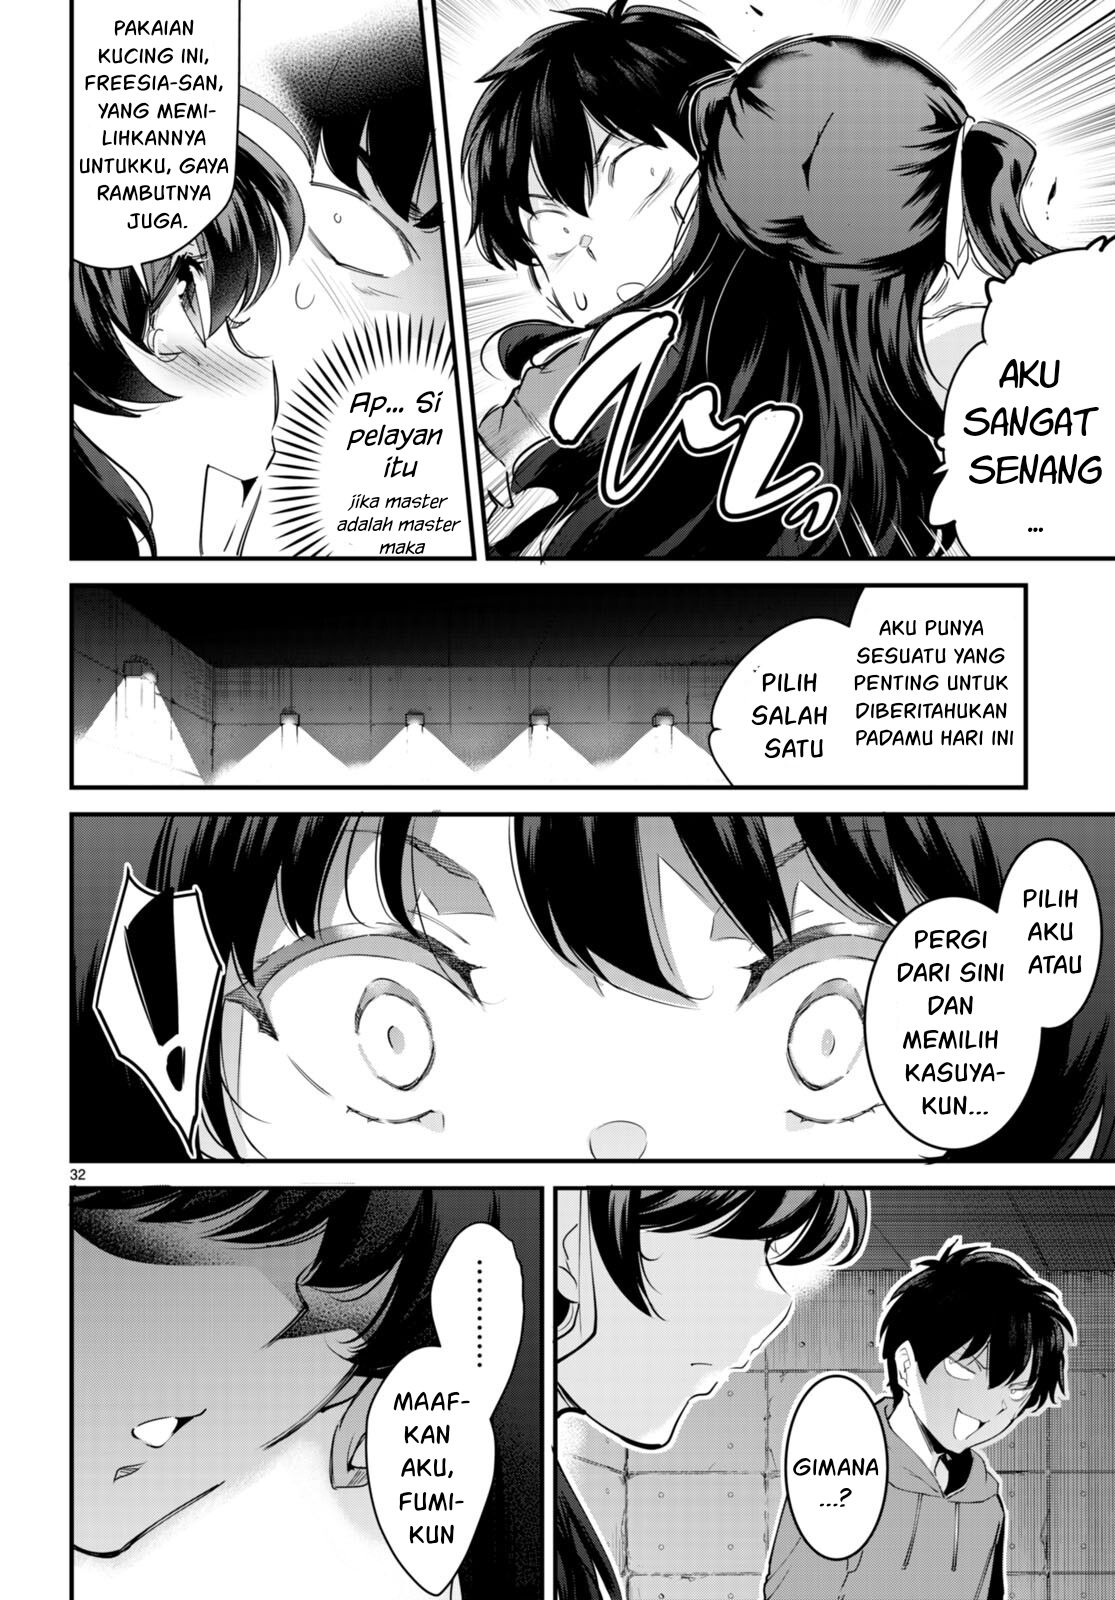 AKU
SANGAT
SENANG
...
PAKAIAN
KUCING INI,
FREESIA-SAN,
YANG MEMI-
LIHKANNYA
UNTUKKU, GAYA
RAMBUTNYA
JUGA.
Ap... Si
pelayan
itu
jika master
adalah master
maka
AKU PUNYA
SESUATU YANG
PENTING UNTUK
DIBERITAHUKAN
PADAMU HARI INI
PILIH
SALAH
SATU
PILIH
AKU
ATAU
PERGI
DARI SINI
DAN
MEMILIH
KASUYA-
KUN...
!
32
GIMANA
...?
.........
MAAF-
KAN
AKU,
FUMI-
KUN